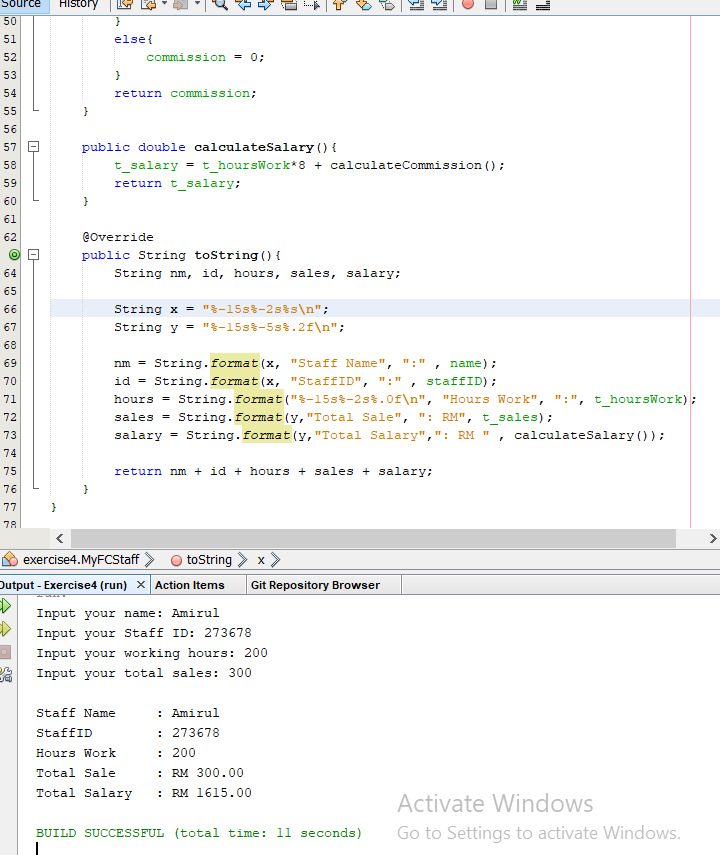 Source History
50 }
51 else{
52 commission = 0;
53 }
54 return commission;
55 }
56
57 public double calculateSalary(){
58 t_salary = t_hoursWork*8 + calculateCommission();
59 return t_salary;
60 }
61
62 @Override
public String toString(){
64 String nm, id, hours, sales, salary;
65
66 String x = "%-15s%-2s%s\n";
67 String y = "%-15s%-5s%.2f\n";
68
69 nm = String.format(x, "Staff Name", ":" , name);
70 id = String.format(x, "StaffID", ":" , staffID);
71 hours = String.format("%-15s%-2s%.0f\n", "Hours Work", ":", t_hoursWork);
72 sales = String.format(y,"Total Sale", ": RM", t_sales);
73 salary = String.format(y,"Total Salary",": RM " , calculateSalary());
74
75 return nm + id + hours + sales + salary;
76 }
77 }
78
exercise4.MyFCStaff toString x
Output - Exercise4 (run) × Action Items Git Repository Browser
run:
Input your name: Amirul
Input your Staff ID: 273678
Input your working hours: 200
Input your total sales: 300
Staff Name : Amirul
StaffID : 273678
Hours Work : 200
Total Sale : RM 300.00
Total Salary : RM 1615.00
Activate Windows
BUILD SUCCESSFUL (total time: 11 seconds)
Go to Settings to activate Windows.